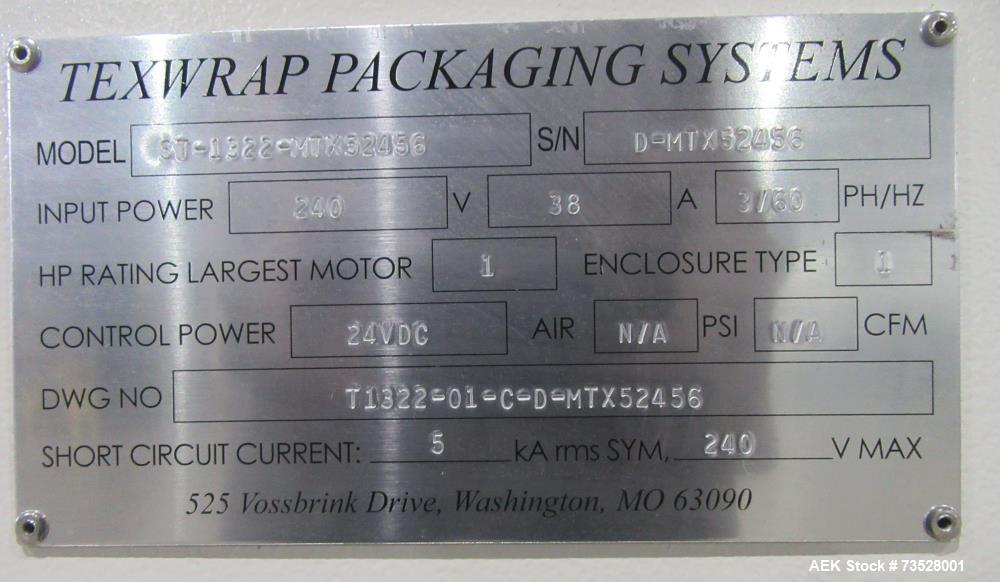 TEXWRAP PACKAGING SYSTEMS
MODEL ST-1322-MTX52456 S/N D-MTX52456
INPUT POWER 240 V 38 A 3/60 PH/HZ
HP RATING LARGEST MOTOR 1 ENCLOSURE TYPE 1
CONTROL POWER 24VDC AIR N/A PSI N/A CFM
DWG NO T1322-01-C-D-MTX52456
SHORT CIRCUIT CURRENT: 5 kA rms SYM, 240 V MAX
525 Vossbrink Drive, Washington, MO 63090
AEK Stock # 73528001